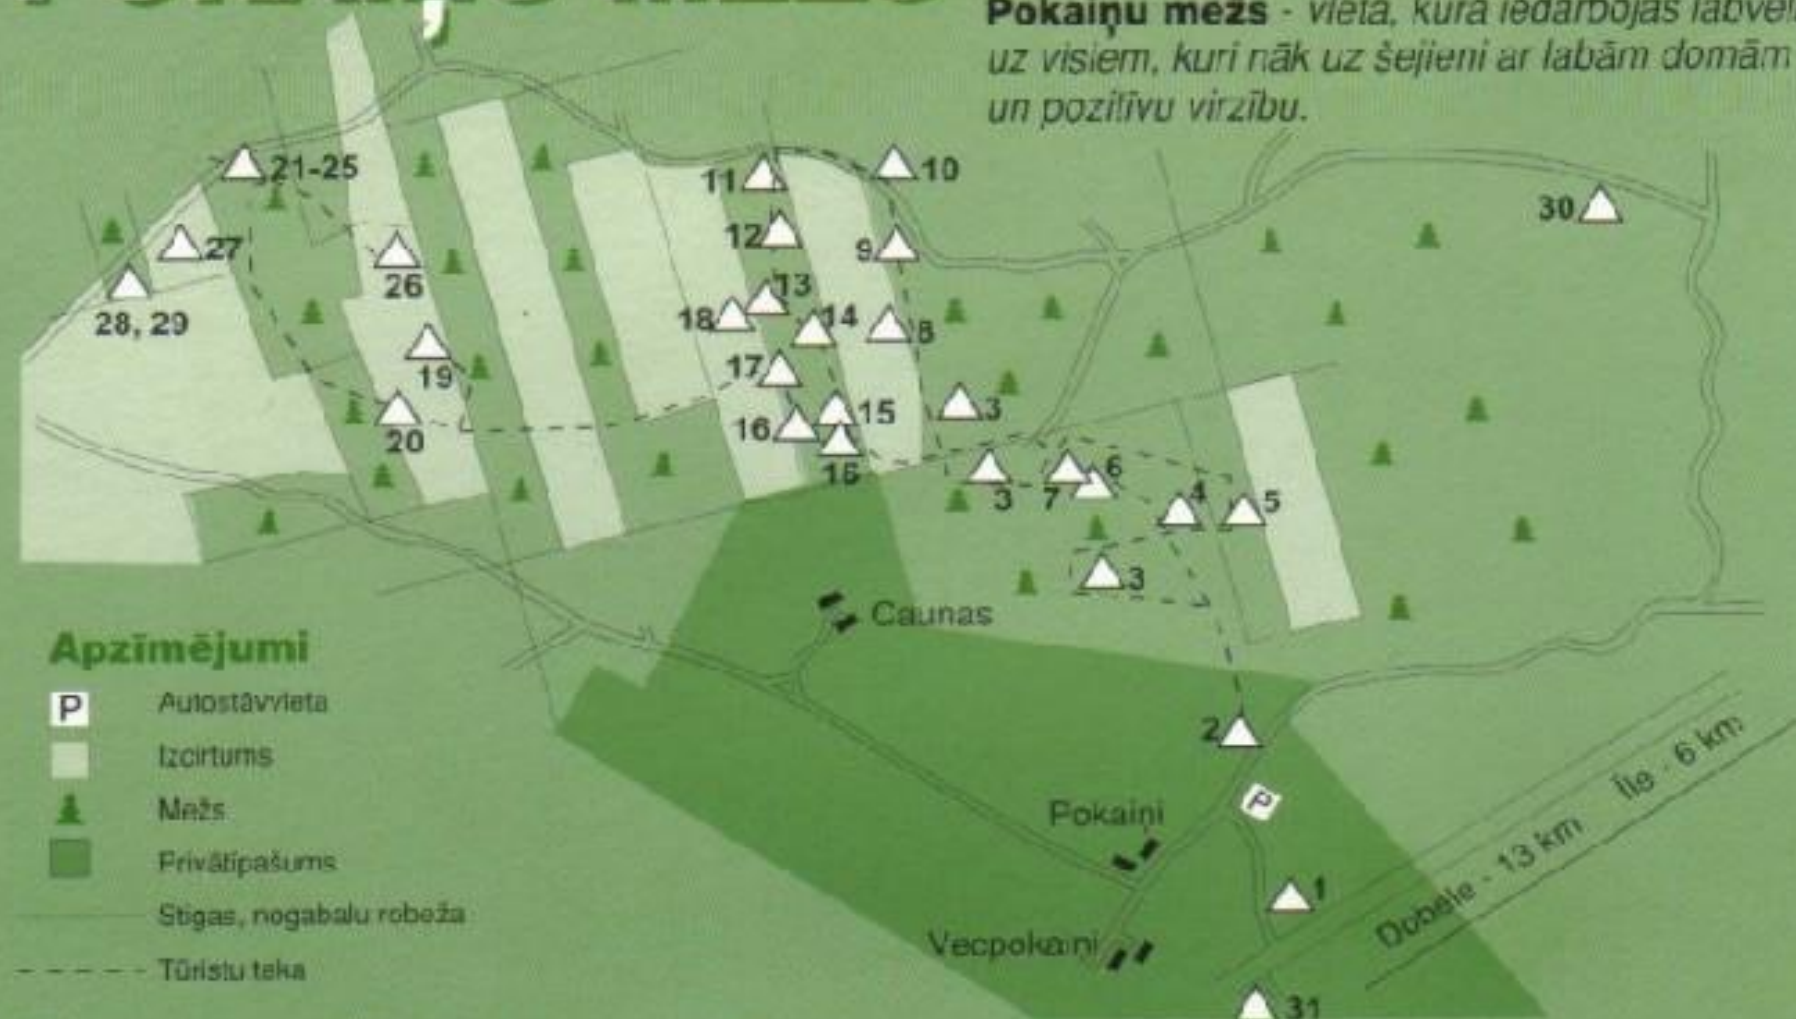 Pokaiņu mežs - vieta, kura iedarbojas labvēl
uz visiem, kuri nāk uz šejieni ar labām domām
un pozitīvu virzību.
21-25
11
10
30
27
12
9
26
13
28, 29
18
14
8
17
19
3
15
16
20
16
6
3
7
4
5
3
Caunas
Apzīmējumi
P Autostāvvieta
Izcirtums
Mežs
Privātīpašums
Stigas, nogabalu robeža
Tūristu teka
2
P
Pokaiņi
Īle - 6 km
Dobele - 13 km
1
Vecpokaiņi
31